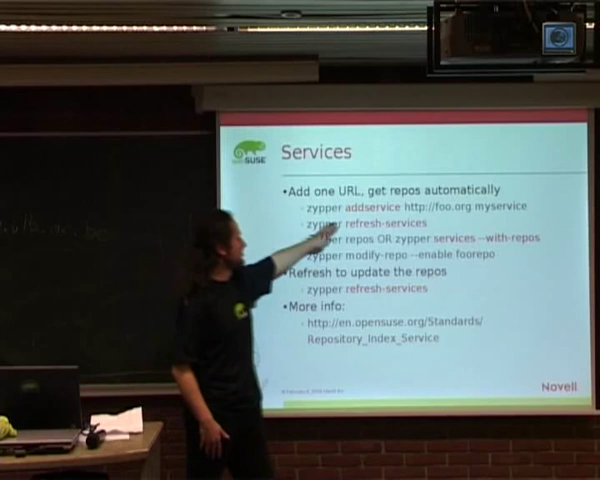 SUSE
Services
•Add one URL, get repos automatically
zypper addservice http://foo.org myservice
zypper refresh-services
repos OR zypper services --with-repos
zypper modify-repo --enable foorepo
•Refresh to update the repos
zypper refresh-services
•More info:
http://en.opensuse.org/Standards/
Repository_Index_Service
Novell